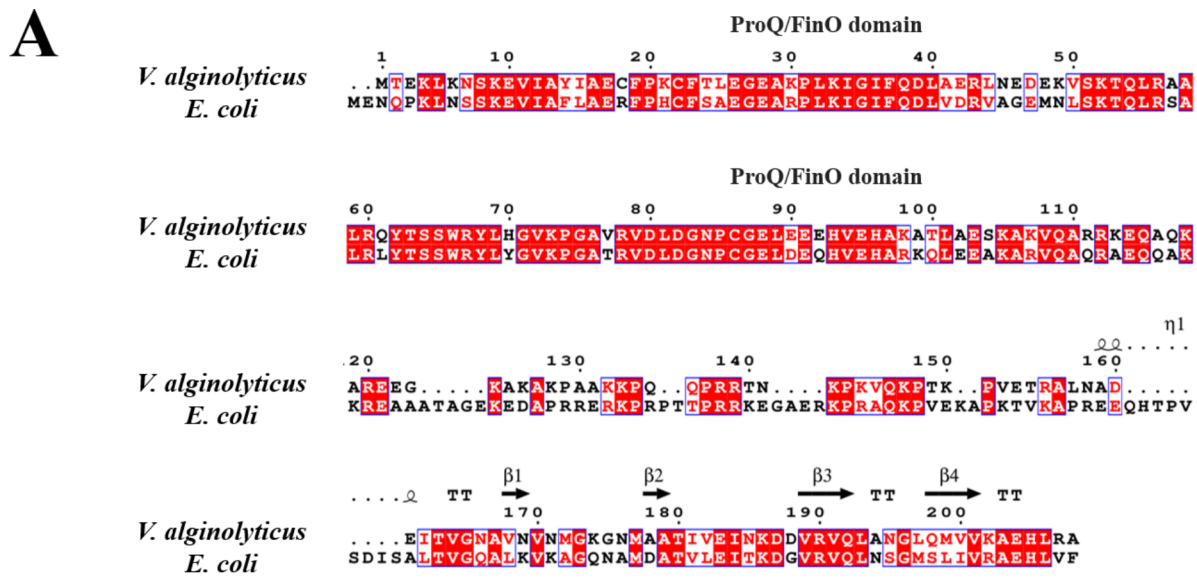 A
ProQ/FinO domain
1 10 20 30 40 50
V. alginolyticus ..MTEKLKNSKEVIAYIAECFPKCFTLEGEAKPLKIGIFQDLAERLNEDEKVSKTQLRAA
E. coli MENQPKLNSSKEVIAFLAERFPHCFSAEGEARPLKIGIFQDLVDRVAGEMNLSKTQLRSA
ProQ/FinO domain
60 70 80 90 100 110
V. alginolyticus LRQYTSSWRYLHGVKPGAVRVDLDGNPCGELEEEHVEHAKATLAESKAKVQARRKEQAQK
E. coli LRLYTSSWRYLYGVKPGATRVDLDGNPCGELDEQHVEHARKQLEEAKARVQAQRAEQQAK
η1
.....
.20 130 140 150 160
V. alginolyticus AREEG.....KAKAKPAAKKPQ..QPRRTN....KPKVQKPTK..PVETRALNAD.....
E. coli KREAAATAGEKEDAPRRERKPRPTTPRRKEGAERKPRAQKPVEKAPKTVKAPREEQHTPV
β1 β2 β3 β4
.... TT TT TT
170 180 190 200
V. alginolyticus ....EITVGNAVNVNMGKGNMAATIVEINKDDVRVQLANGLQMVVKAEHLRA
E. coli SDISALTVGQALKVKAGQNAMDATVLEITKDGVRVQLNSGMSLIVRAEHLVF